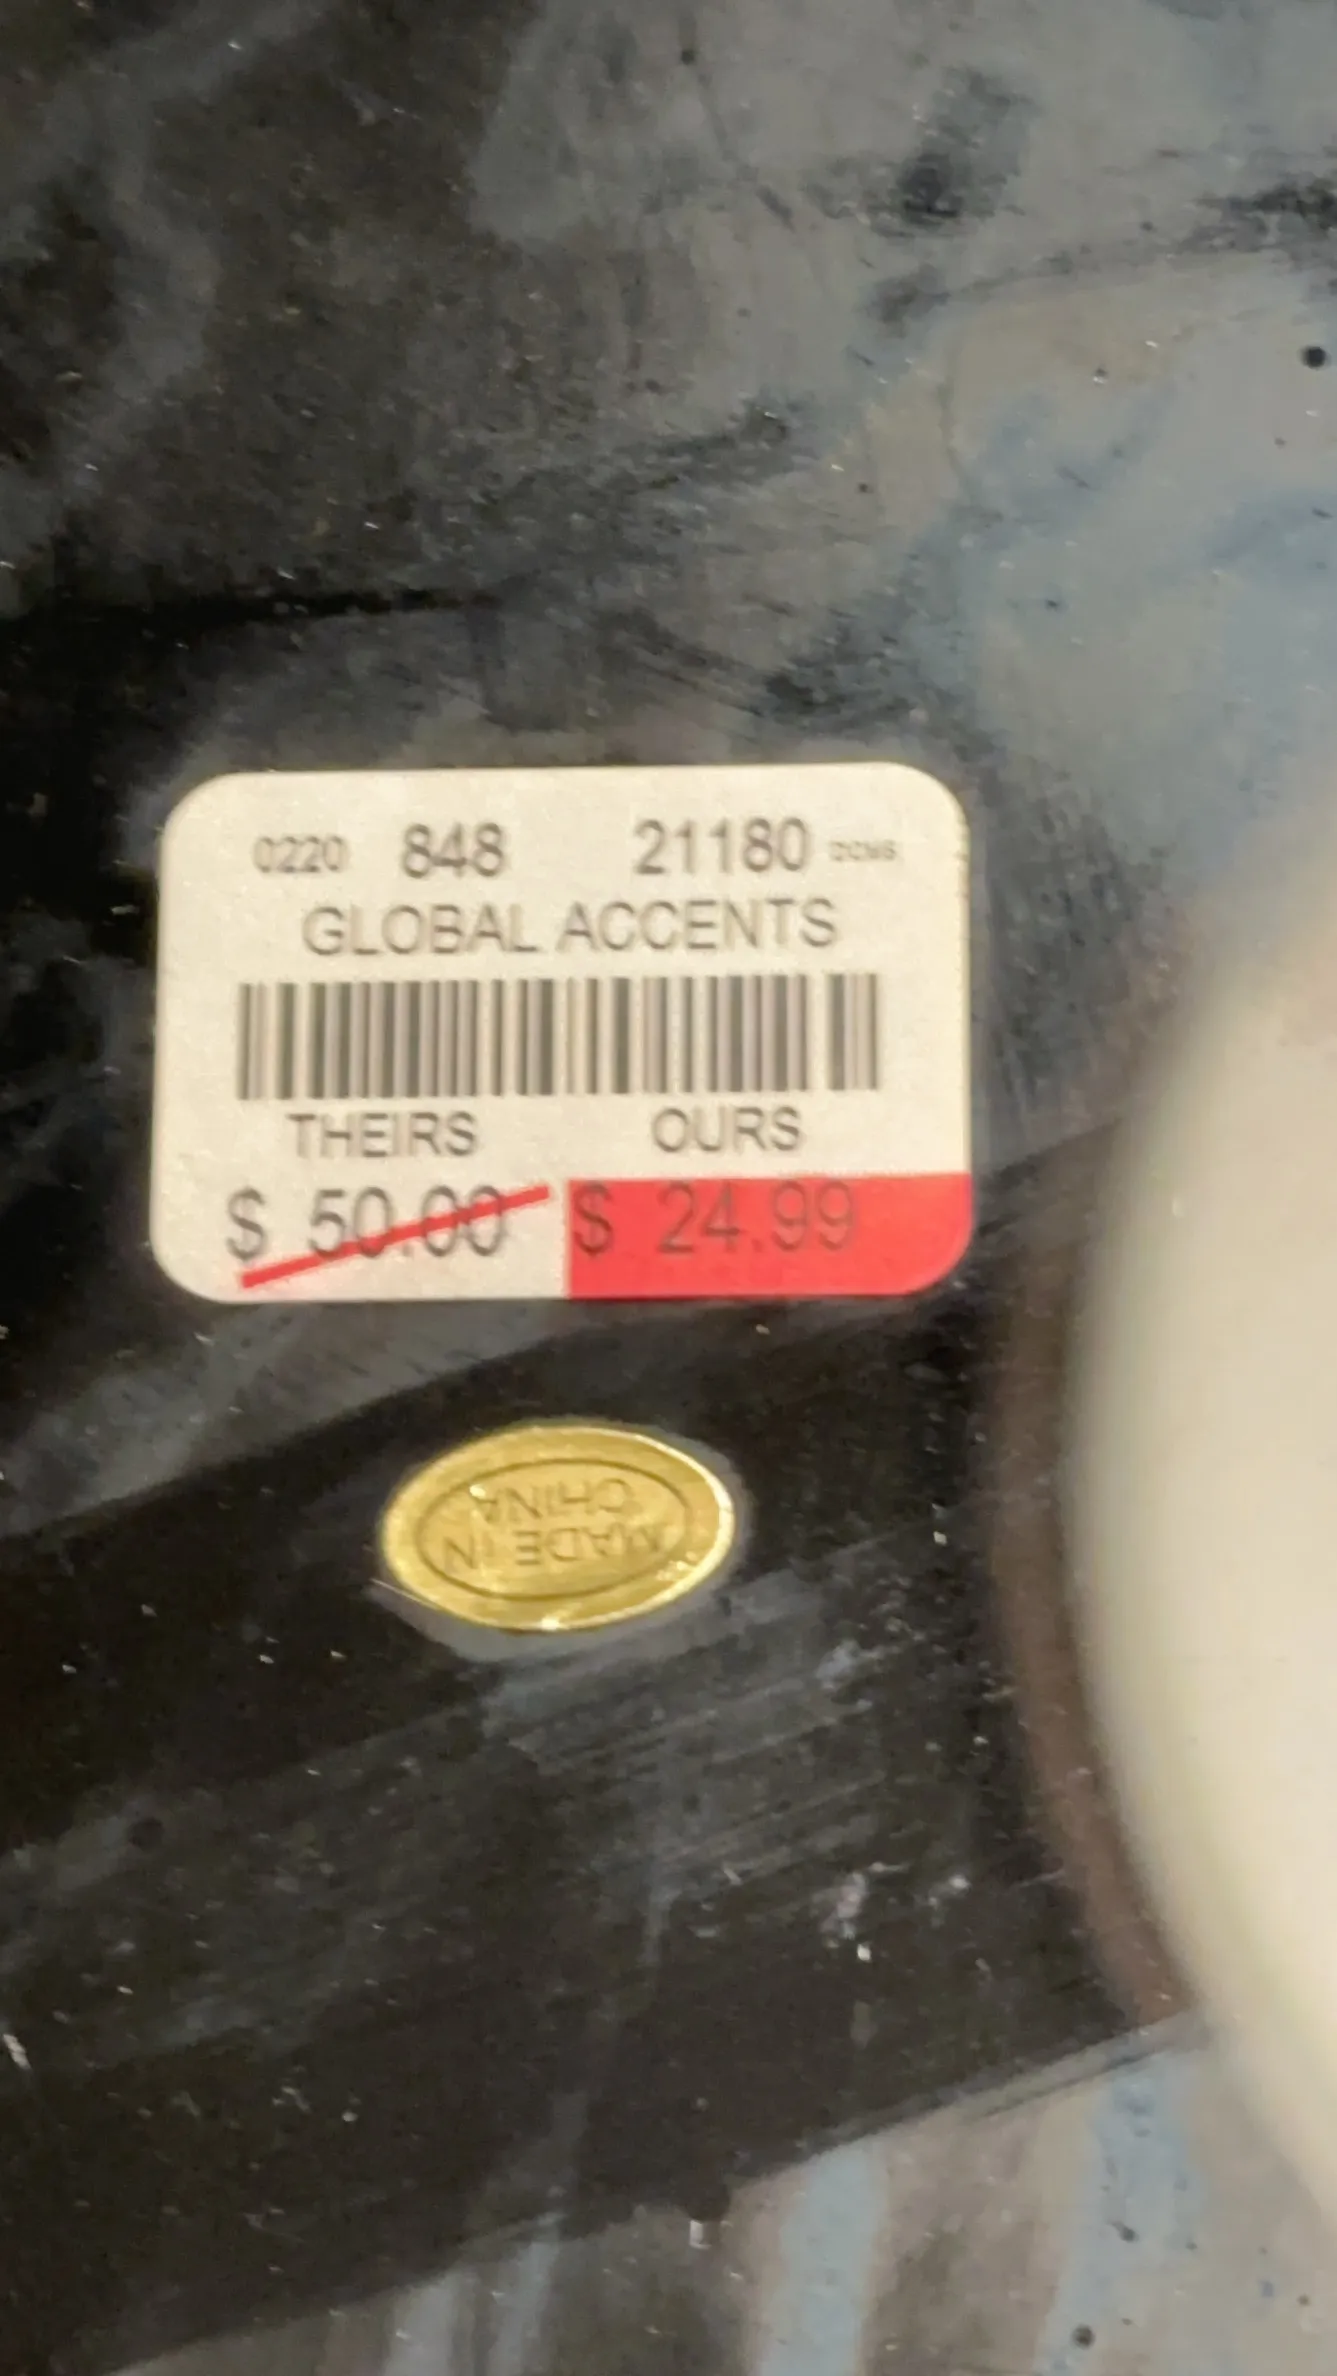 0220 848 21180
GLOBAL ACCENTS
THEIRS OURS
$ 50.00 $ 24.99
MADE IN
CHINA